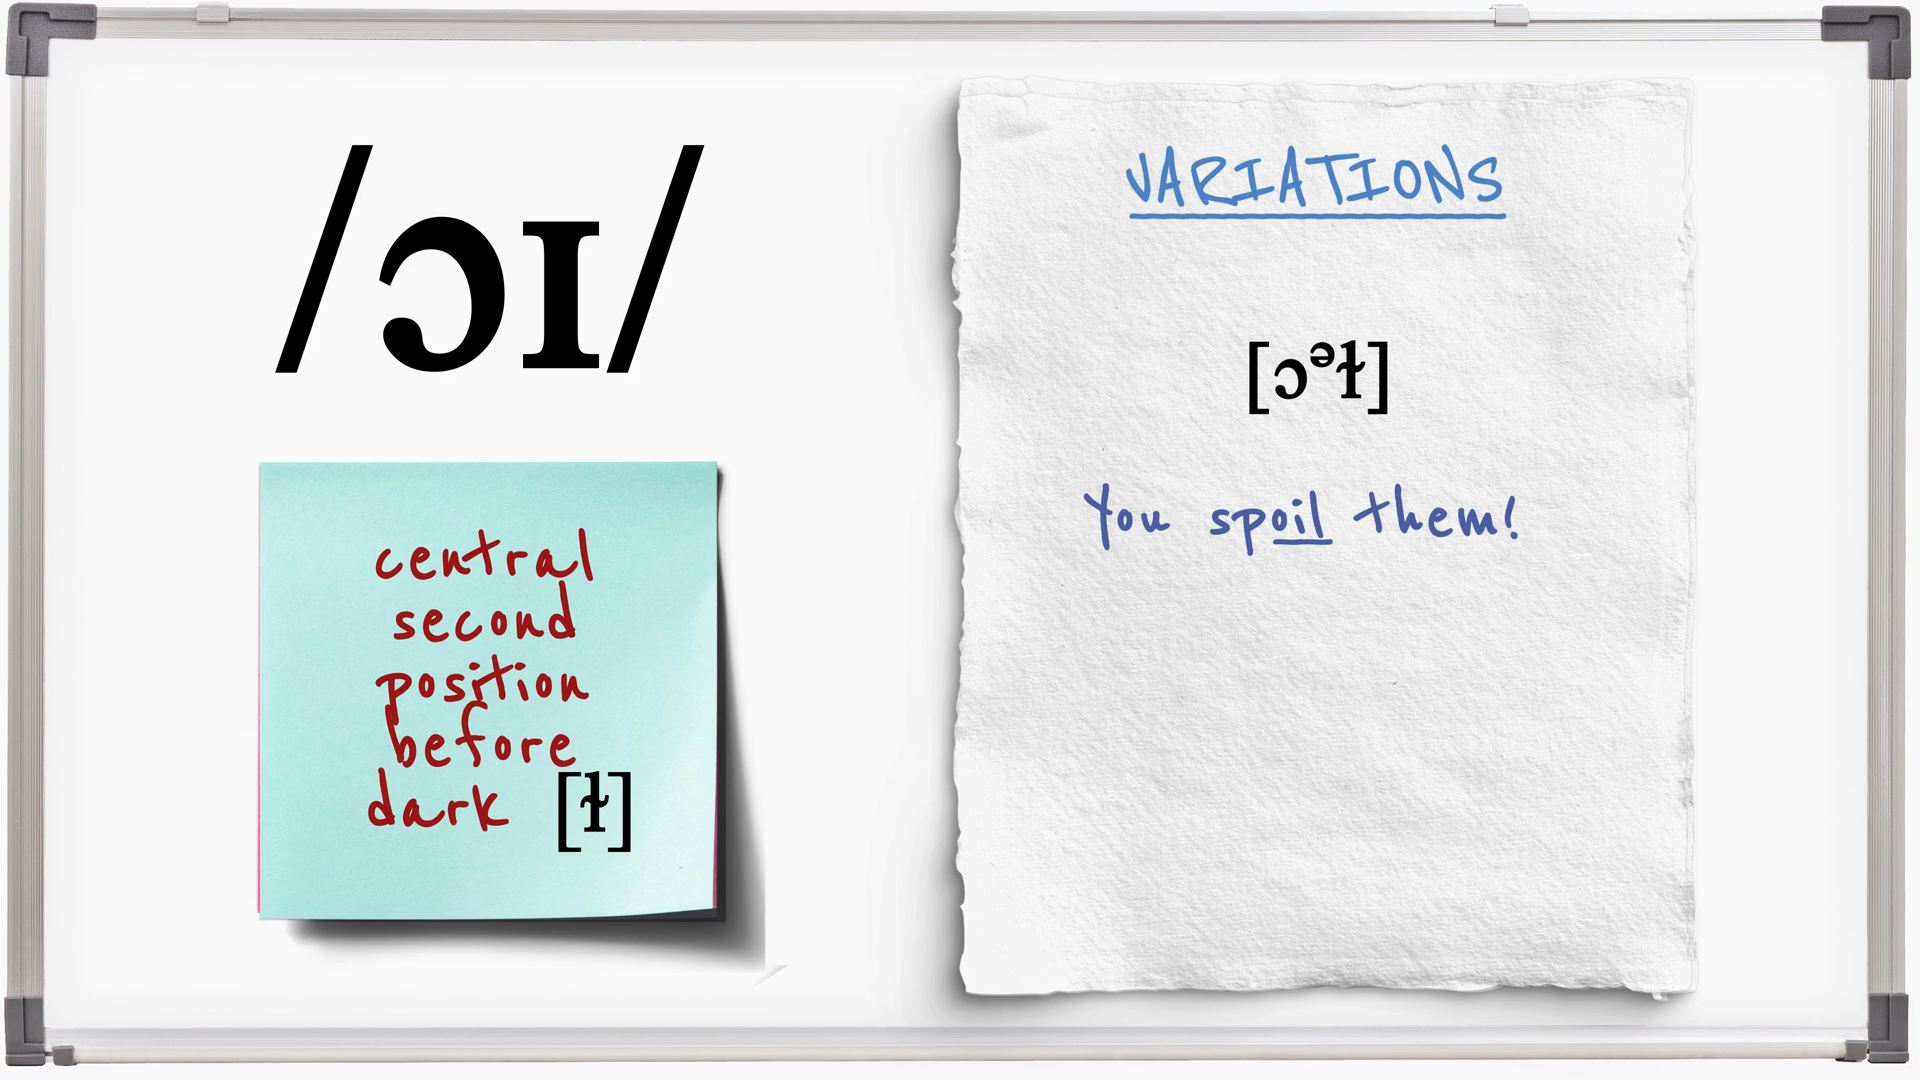 /ɔɪ/
central
second
position
before
dark [ɫ]
VARIATIONS
[ɔᵊɫ]
You spoil them!